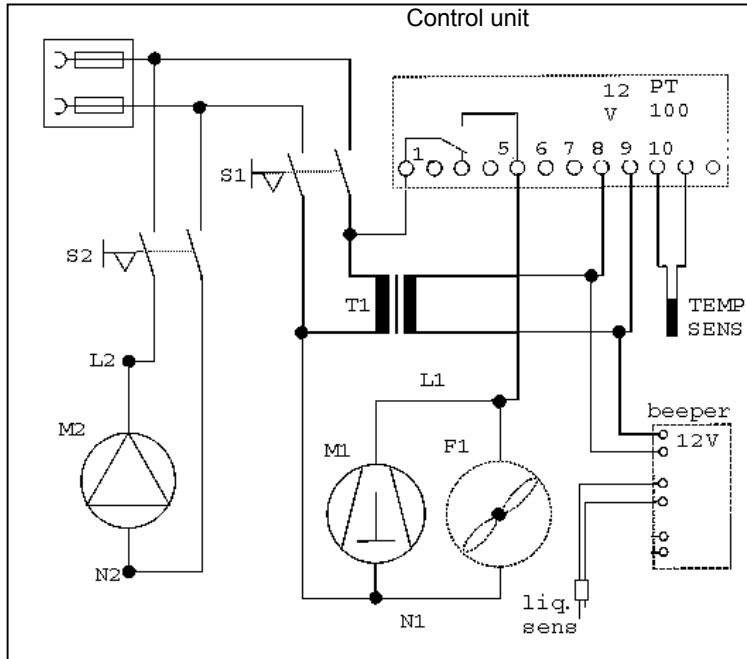 Control unit
12 PT
V 100
1 5 6 7 8 9 10
S1
S2
T1
TEMP
SENS
L2
L1
beeper
12V
M2
M1
F1
N2
liq.
sens
N1